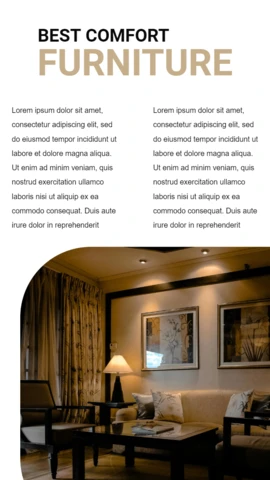 BEST COMFORT
FURNITURE
Lorem ipsum dolor sit amet,
consectetur adipiscing elit, sed
do eiusmod tempor incididunt ut
labore et dolore magna aliqua.
Ut enim ad minim veniam, quis
nostrud exercitation ullamco
laboris nisi ut aliquip ex ea
commodo consequat. Duis aute
irure dolor in reprehenderit
Lorem ipsum dolor sit amet,
consectetur adipiscing elit, sed
do eiusmod tempor incididunt ut
labore et dolore magna aliqua.
Ut enim ad minim veniam, quis
nostrud exercitation ullamco
laboris nisi ut aliquip ex ea
commodo consequat. Duis aute
irure dolor in reprehenderit